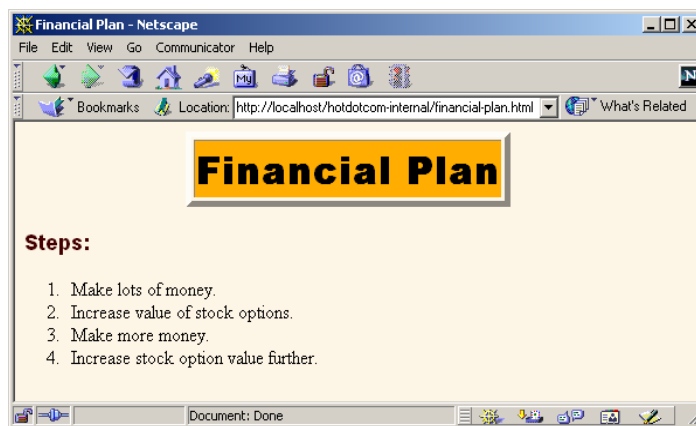 Financial Plan - Netscape
File Edit View Go Communicator Help
My
N
Bookmarks Location: http://localhost/hotdotcom-internal/financial-plan.html What's Related
Financial Plan
Steps:
1. Make lots of money.
2. Increase value of stock options.
3. Make more money.
4. Increase stock option value further.
Document: Done